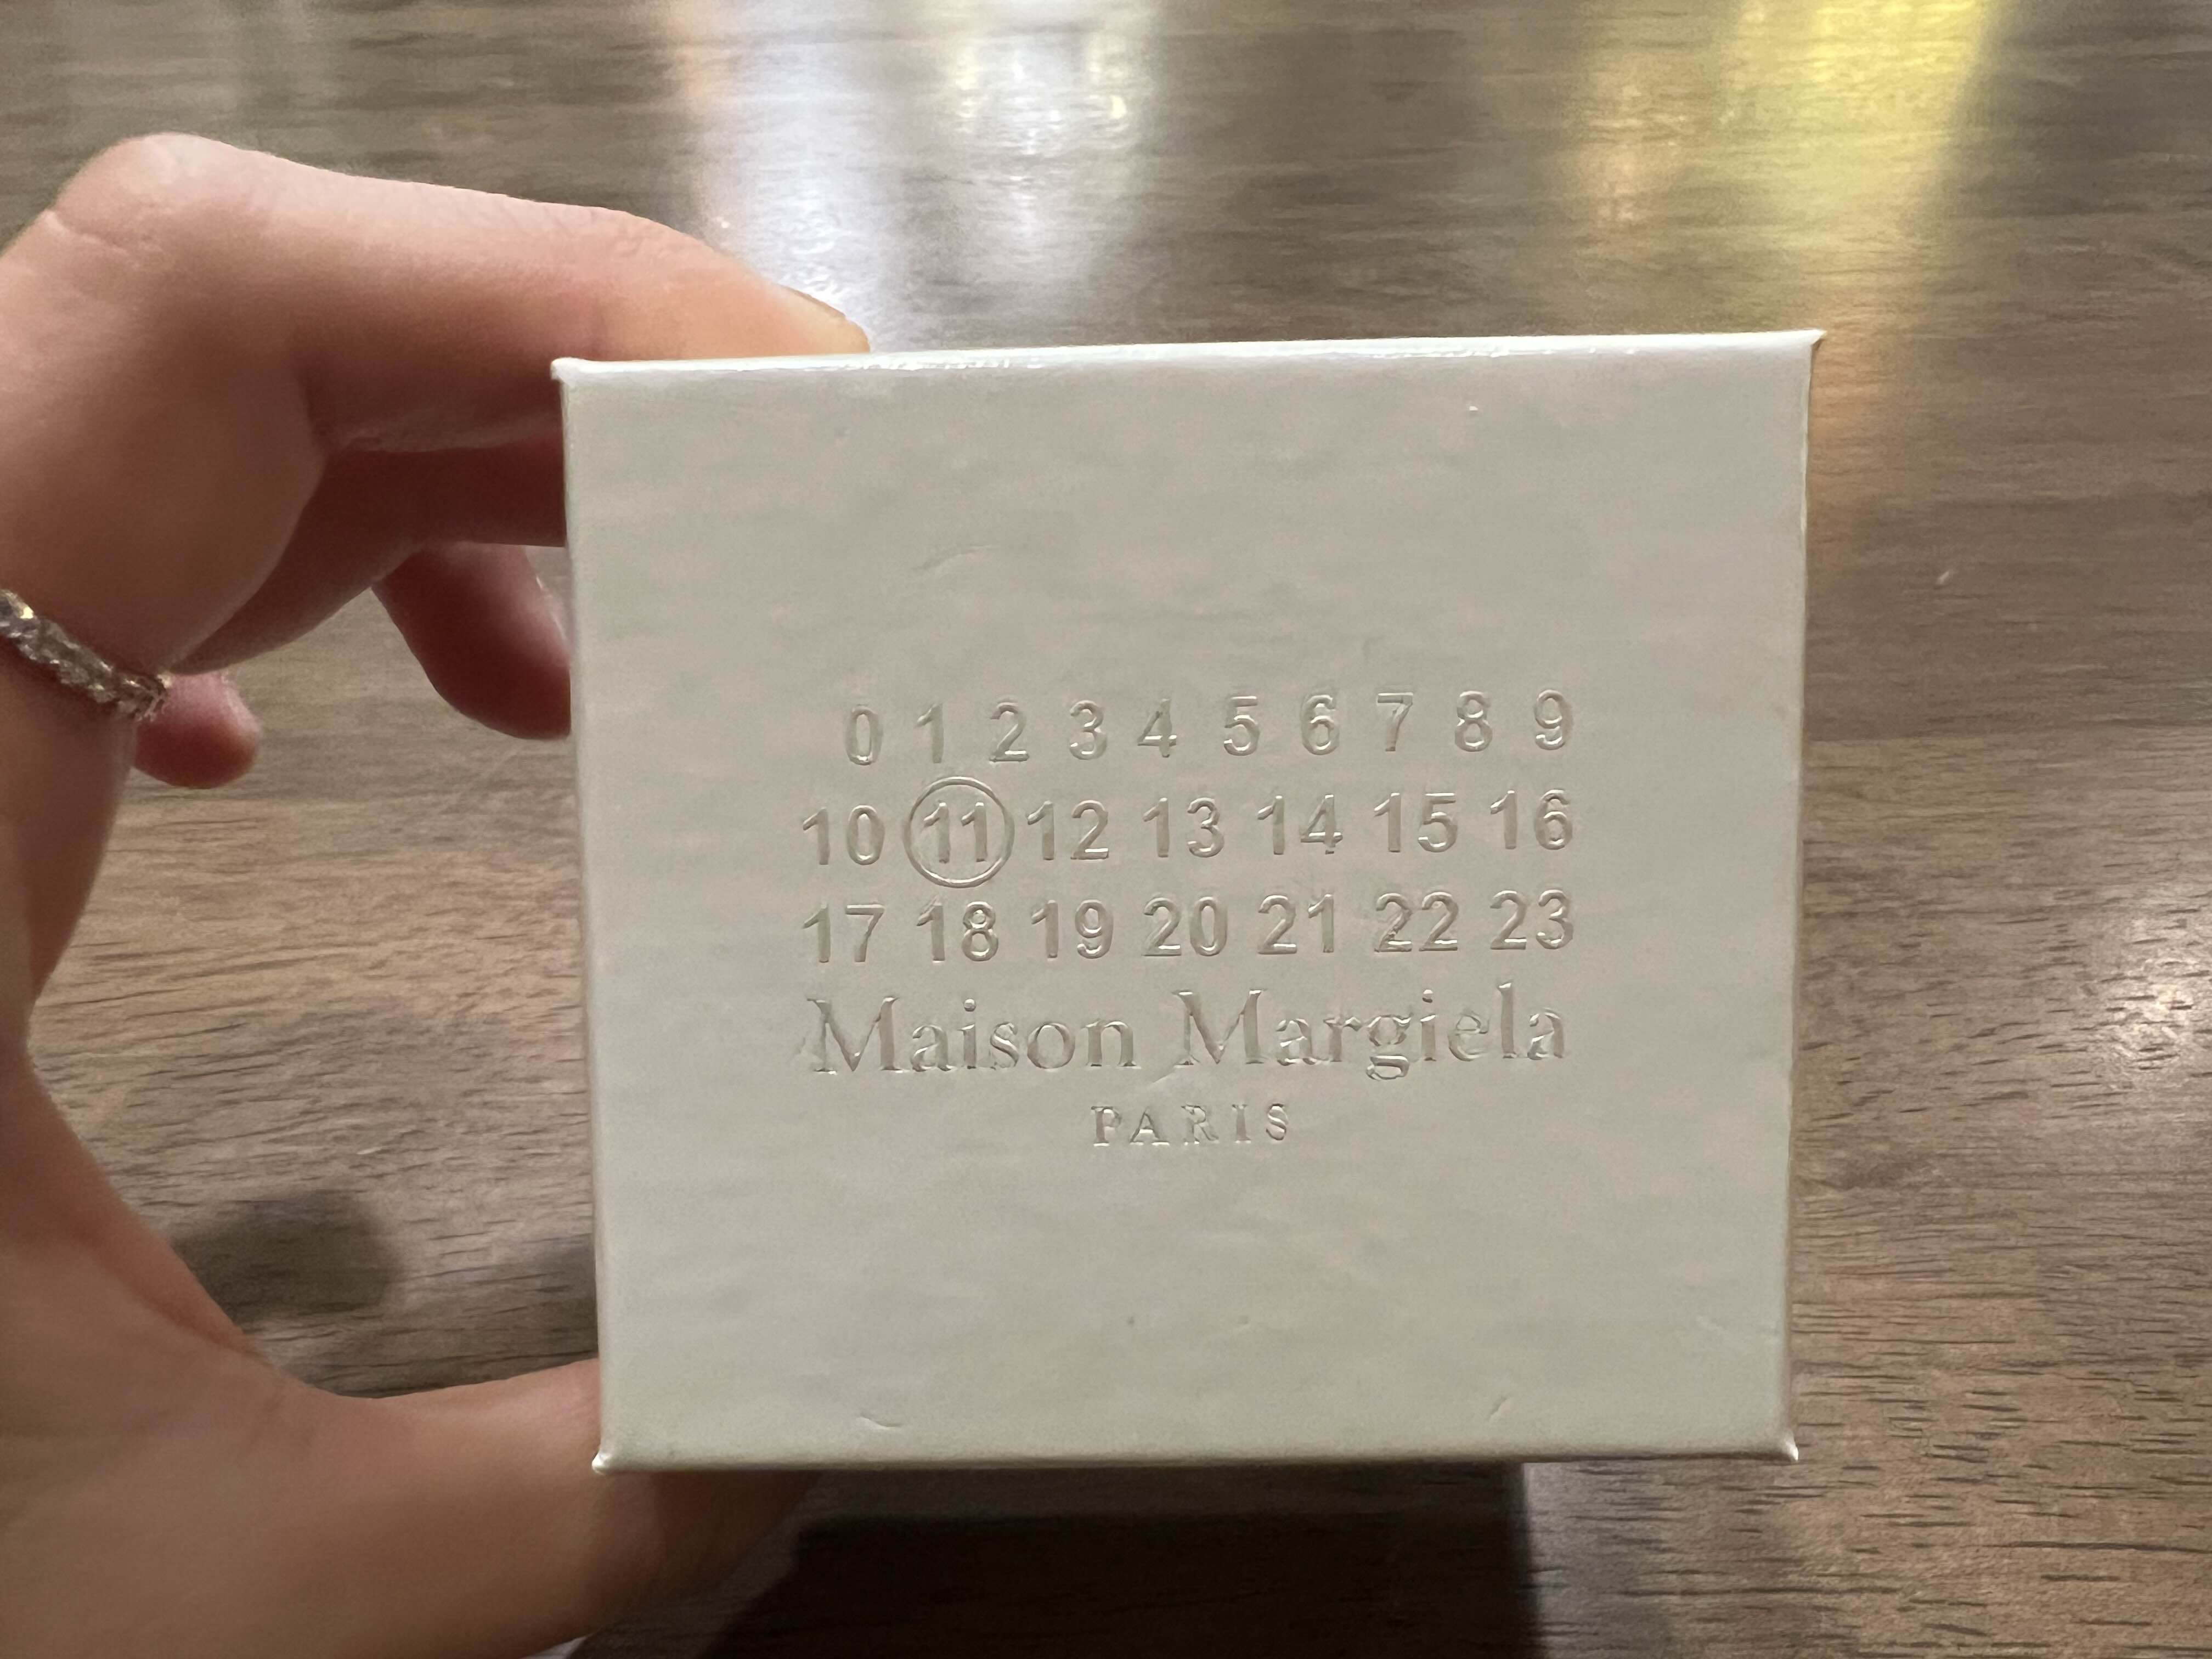 0 1 2 3 4 5 6 7 8 9
10 11 12 13 14 15 16
17 18 19 20 21 22 23
Maison Margiela
PARIS